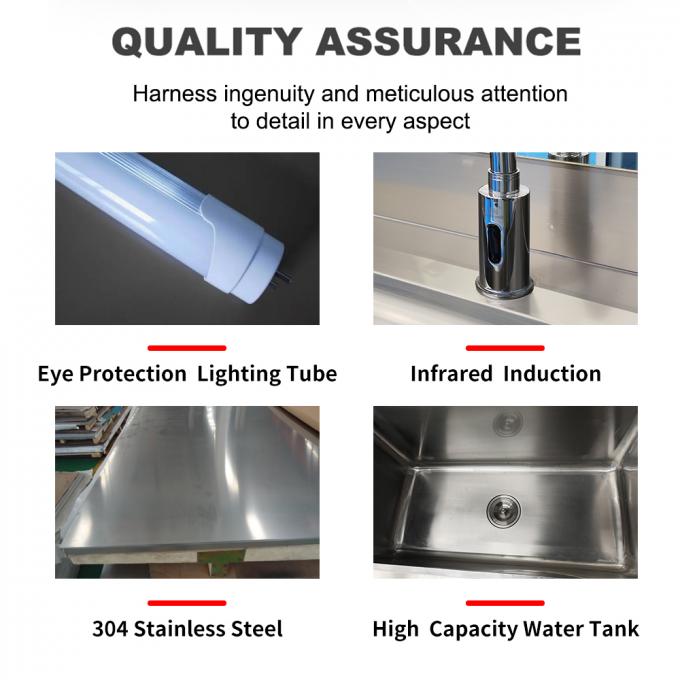 QUALITY ASSURANCE
Harness ingenuity and meticulous attention
to detail in every aspect
Eye Protection Lighting Tube
Infrared Induction
304 Stainless Steel
High Capacity Water Tank